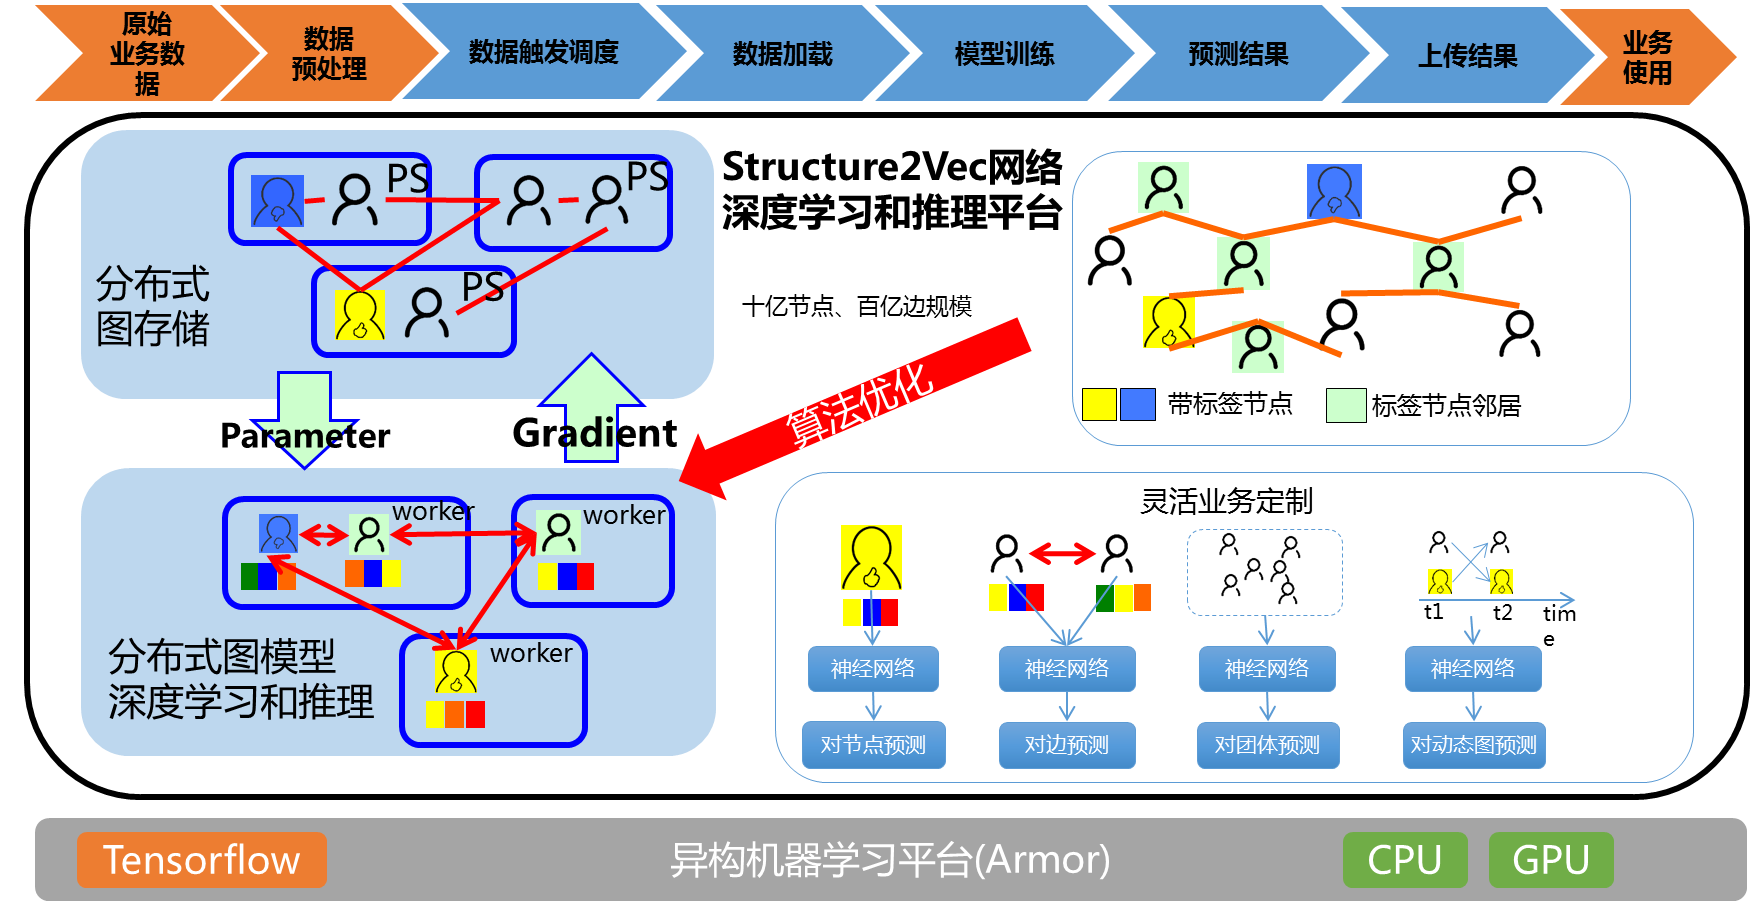 原始
业务数
据
数据
预处理
数据触发调度
数据加载
模型训练
预测结果
上传结果
业务
使用
PS
PS
PS
分布式
图存储
Structure2Vec网络
深度学习和推理平台
十亿节点、百亿边规模
算法优化
带标签节点
标签节点邻居
Parameter
Gradient
worker
worker
worker
分布式图模型
深度学习和推理
灵活业务定制
t1
t2
tim
e
神经网络
神经网络
神经网络
神经网络
对节点预测
对边预测
对团体预测
对动态图预测
Tensorflow
异构机器学习平台(Armor)
CPU
GPU